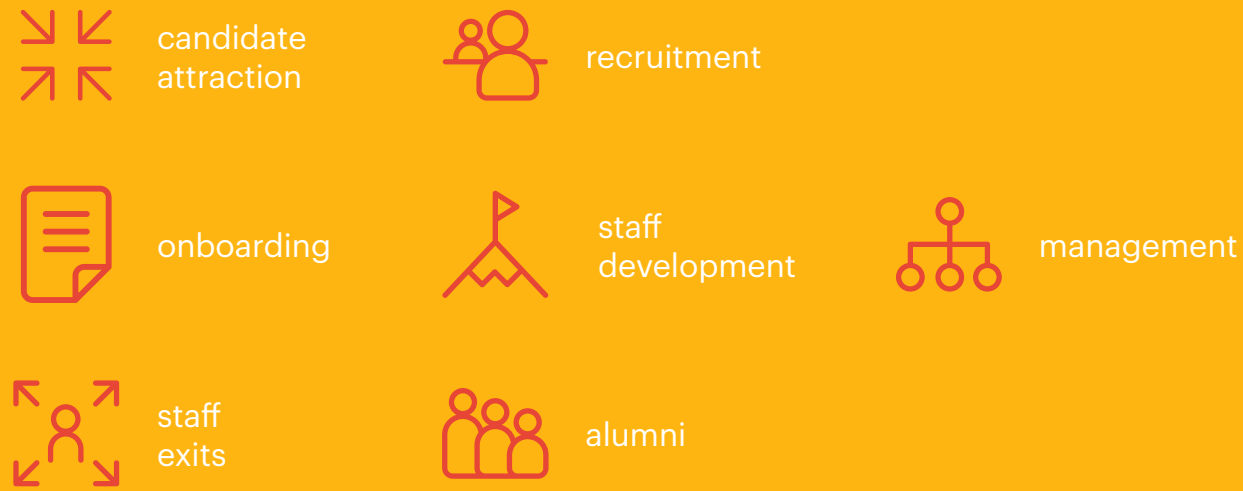 candidate
attraction
recruitment
onboarding
staff
development
management
staff
exits
alumni